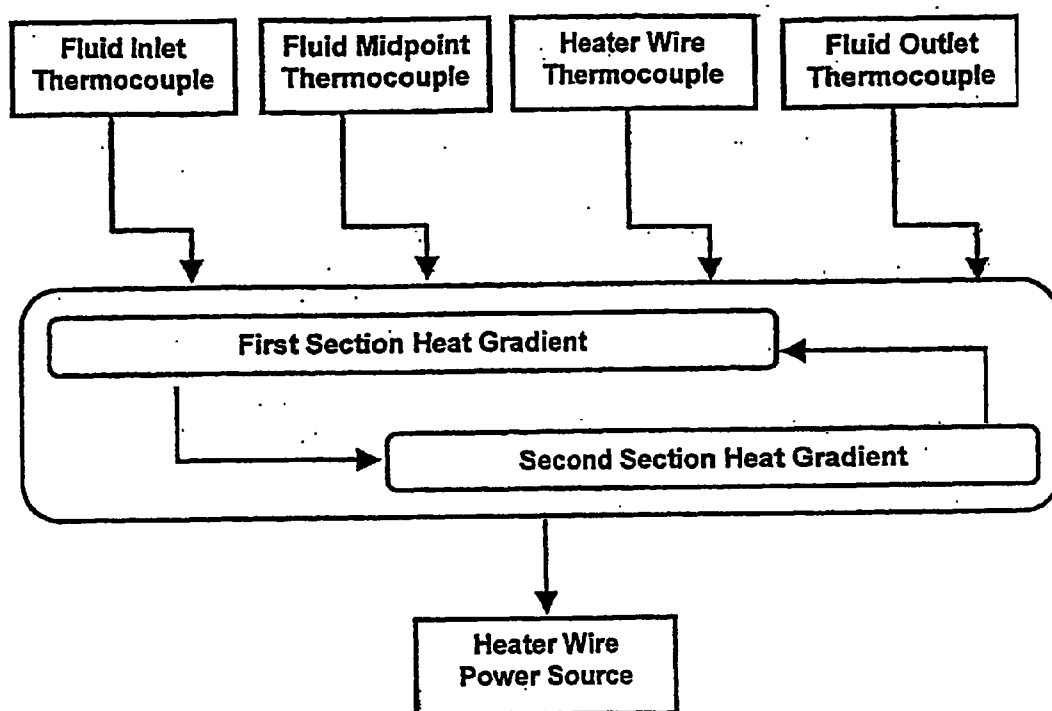 Fluid Inlet
Thermocouple
Fluid Midpoint
Thermocouple
Heater Wire
Thermocouple
Fluid Outlet
Thermocouple
First Section Heat Gradient
Second Section Heat Gradient
Heater Wire
Power Source